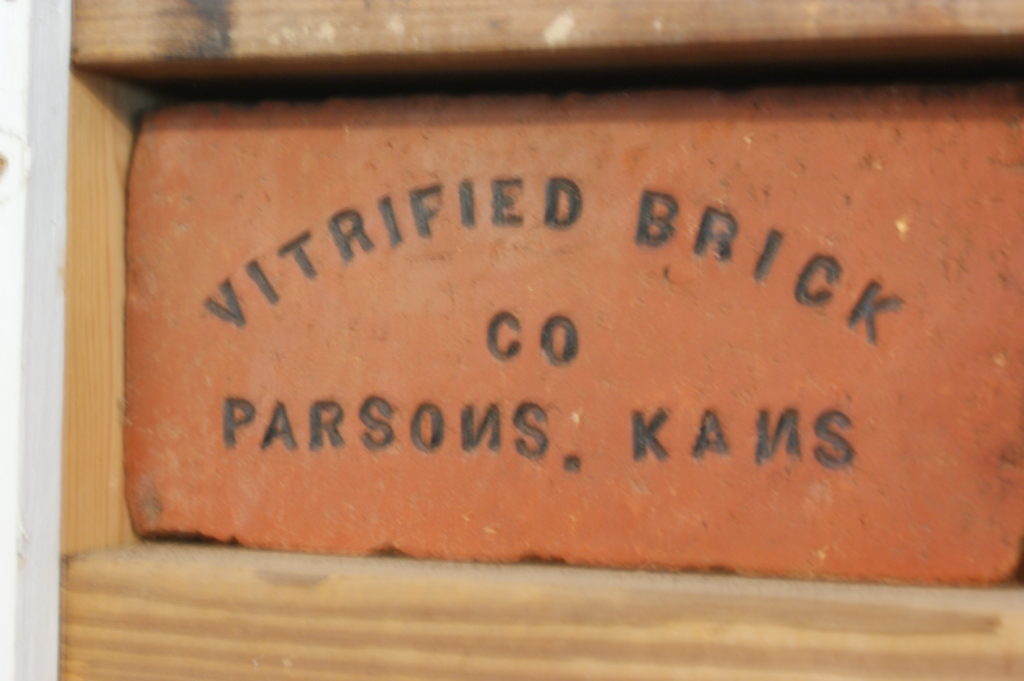 VITRIFIED BRICK
CO
PARSONS. KANS